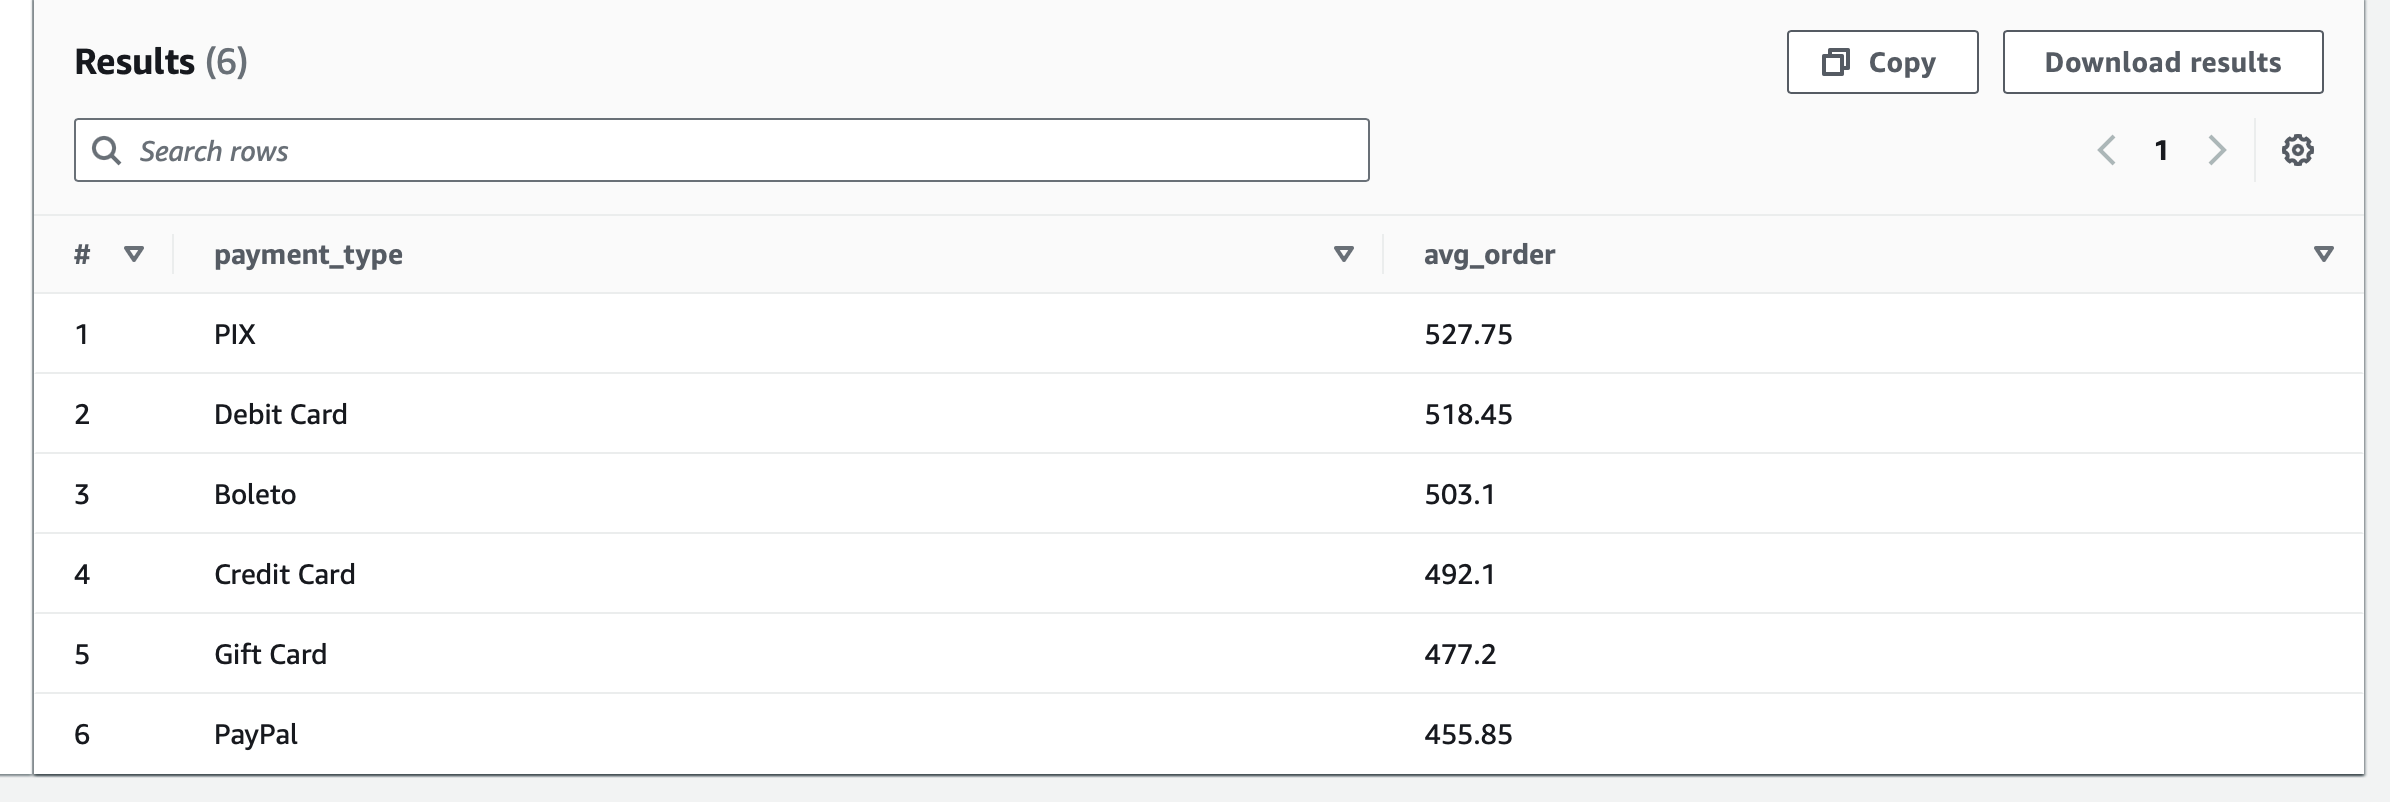 Results (6)
Copy
Download results
Search rows
1
# payment_type avg_order
1 PIX 527.75
2 Debit Card 518.45
3 Boleto 503.1
4 Credit Card 492.1
5 Gift Card 477.2
6 PayPal 455.85